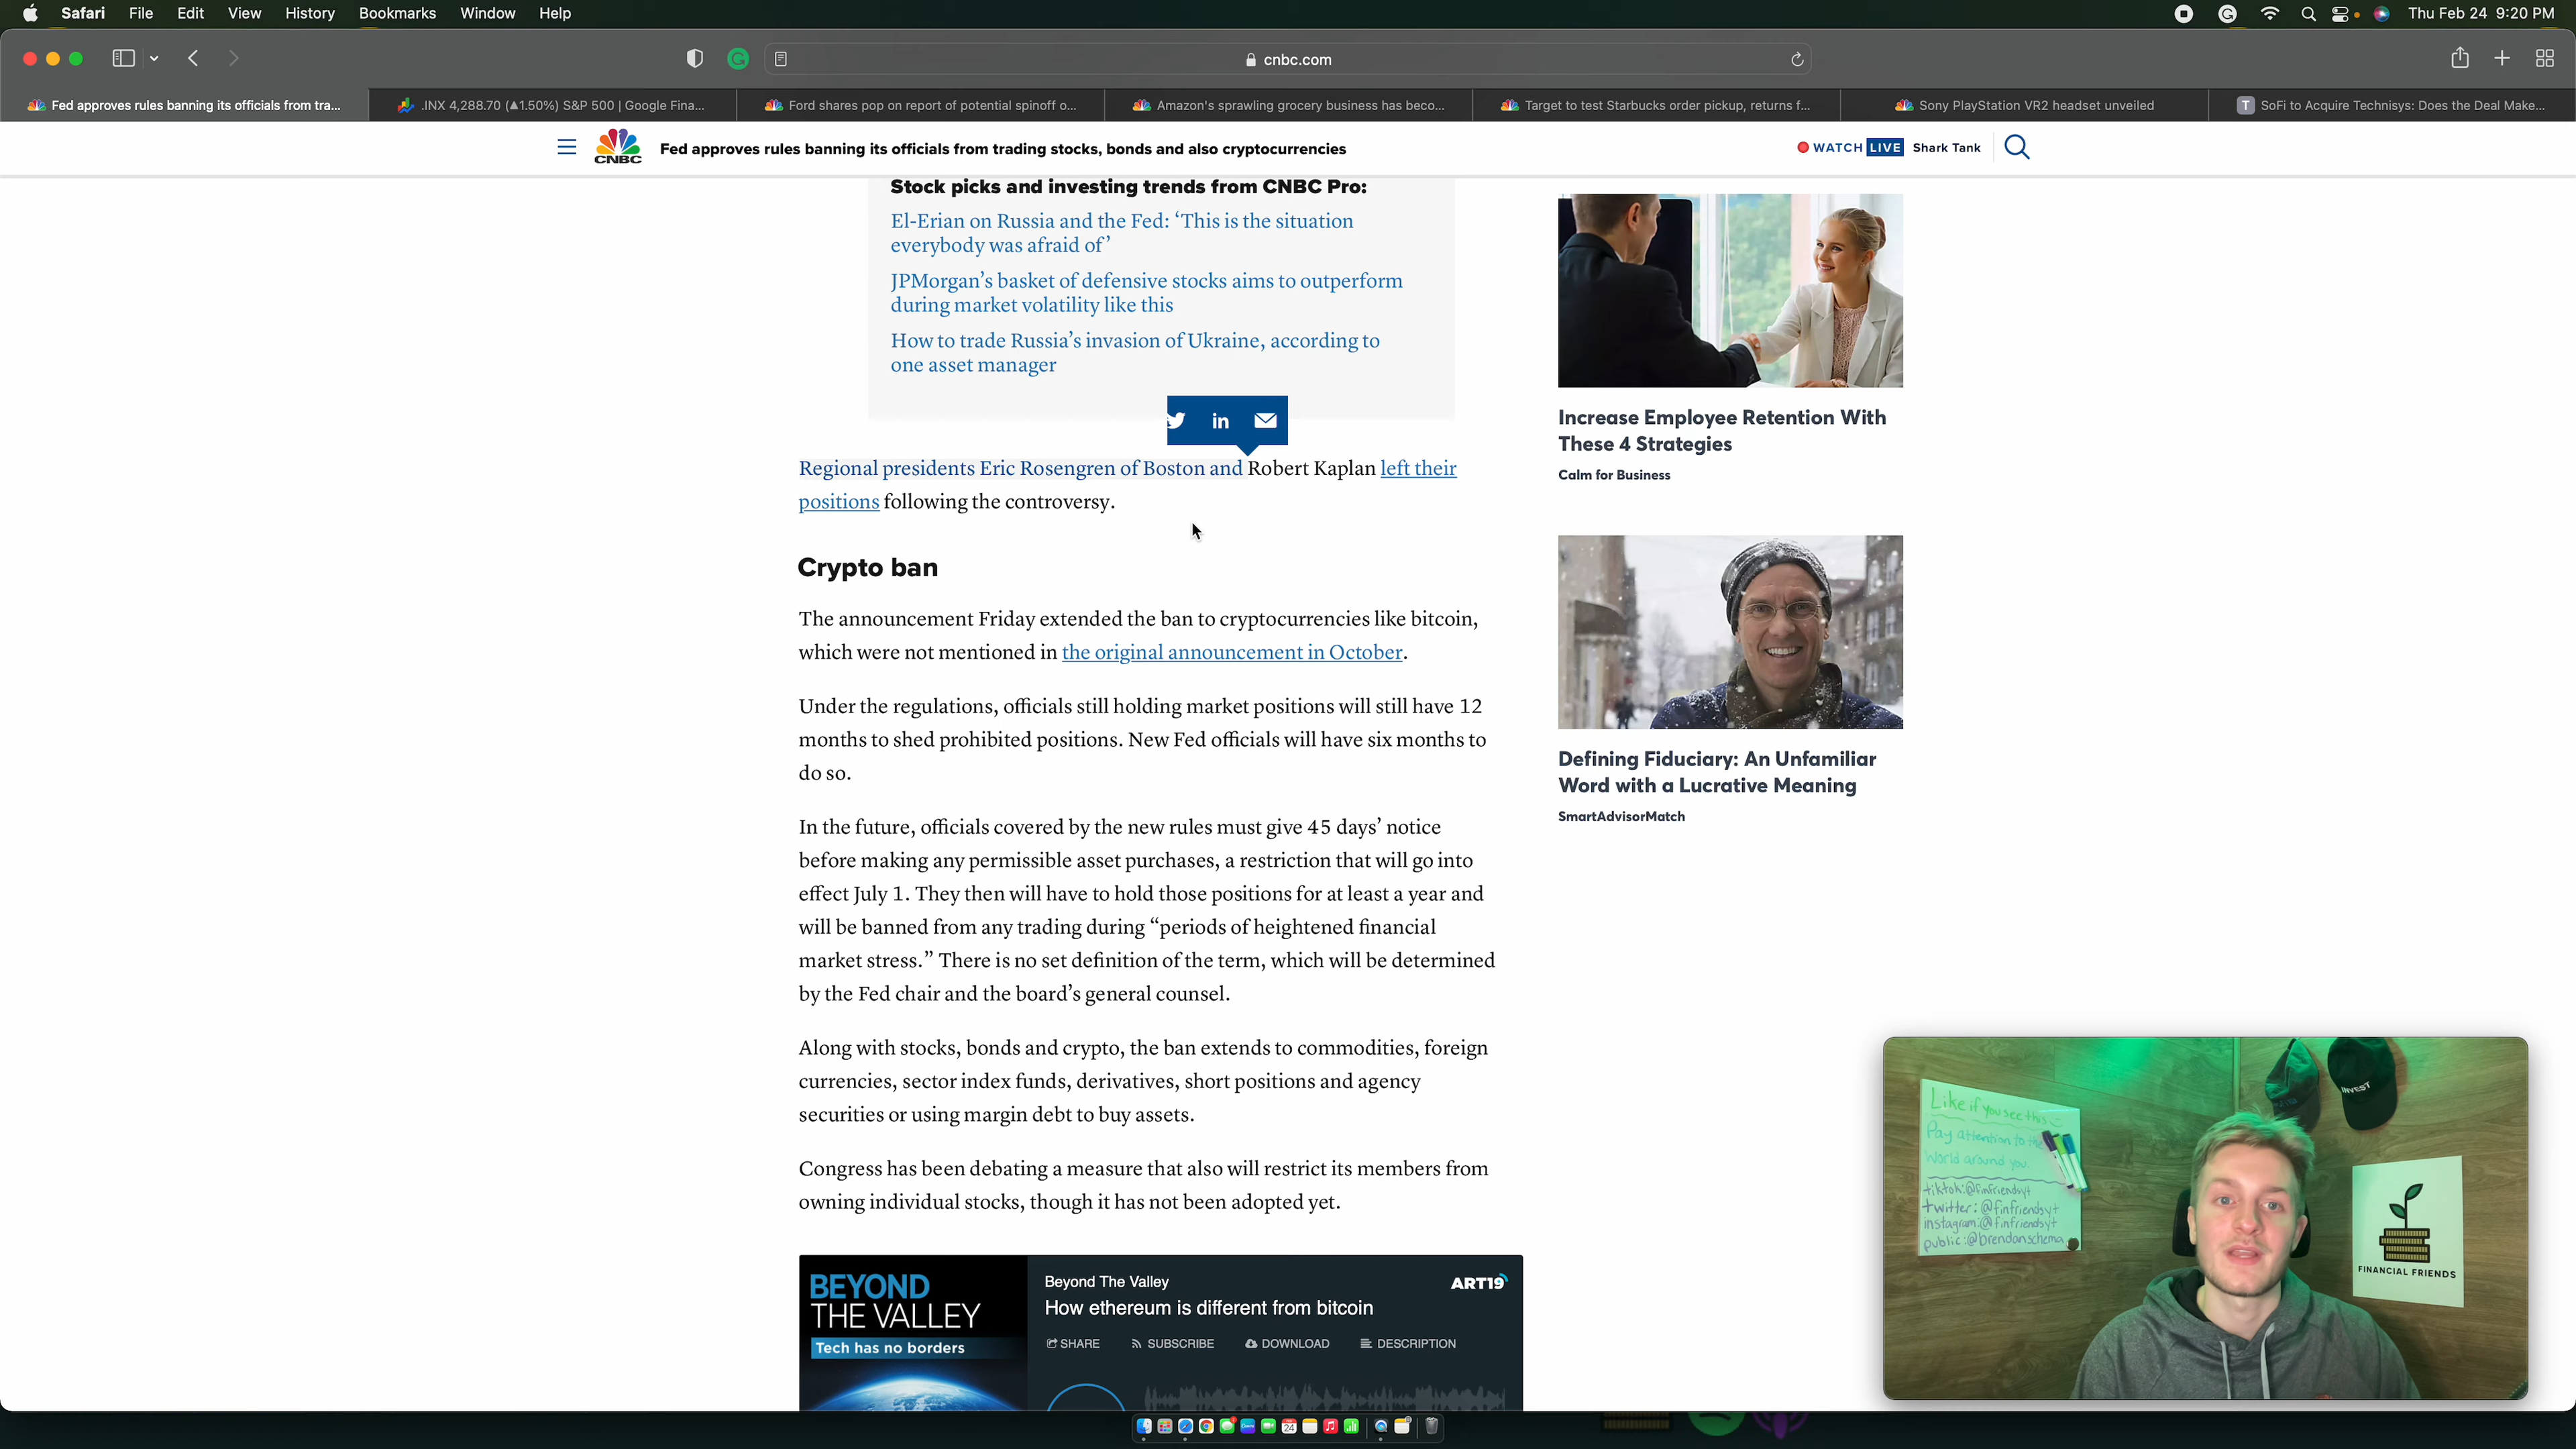 Safari File Edit View History Bookmarks Window Help Thu Feb 24 9:20 PM
cnbc.com
Fed approves rules banning its officials from tra...
.INX 4,288.70 (▲1.50%) S&P 500 | Google Fina...
Ford shares pop on report of potential spinoff o...
Amazon's sprawling grocery business has beco...
Target to test Starbucks order pickup, returns f...
Sony PlayStation VR2 headset unveiled
T SoFi to Acquire Technisys: Does the Deal Make...
CNBC
Fed approves rules banning its officials from trading stocks, bonds and also cryptocurrencies
WATCH LIVE Shark Tank
Stock picks and investing trends from CNBC Pro:
El-Erian on Russia and the Fed: ‘This is the situation
everybody was afraid of’
JPMorgan’s basket of defensive stocks aims to outperform
during market volatility like this
How to trade Russia’s invasion of Ukraine, according to
one asset manager
in
Regional presidents Eric Rosengren of Boston and Robert Kaplan left their
positions following the controversy.
Crypto ban
The announcement Friday extended the ban to cryptocurrencies like bitcoin,
which were not mentioned in the original announcement in October.
Under the regulations, officials still holding market positions will still have 12
months to shed prohibited positions. New Fed officials will have six months to
do so.
In the future, officials covered by the new rules must give 45 days’ notice
before making any permissible asset purchases, a restriction that will go into
effect July 1. They then will have to hold those positions for at least a year and
will be banned from any trading during “periods of heightened financial
market stress.” There is no set definition of the term, which will be determined
by the Fed chair and the board’s general counsel.
Along with stocks, bonds and crypto, the ban extends to commodities, foreign
currencies, sector index funds, derivatives, short positions and agency
securities or using margin debt to buy assets.
Congress has been debating a measure that also will restrict its members from
owning individual stocks, though it has not been adopted yet.
BEYOND
THE VALLEY
Tech has no borders
Beyond The Valley
ART19
How ethereum is different from bitcoin
SHARE SUBSCRIBE DOWNLOAD DESCRIPTION
Increase Employee Retention With
These 4 Strategies
Calm for Business
Defining Fiduciary: An Unfamiliar
Word with a Lucrative Meaning
SmartAdvisorMatch
Like if you see this
Pay attention to the
World around you.
tiktok:@finfriendsyt
twitter:@finfriendsyt
instagram:@finfriendsyt
public:@brendanschema
INVEST
FINANCIAL FRIENDS
24